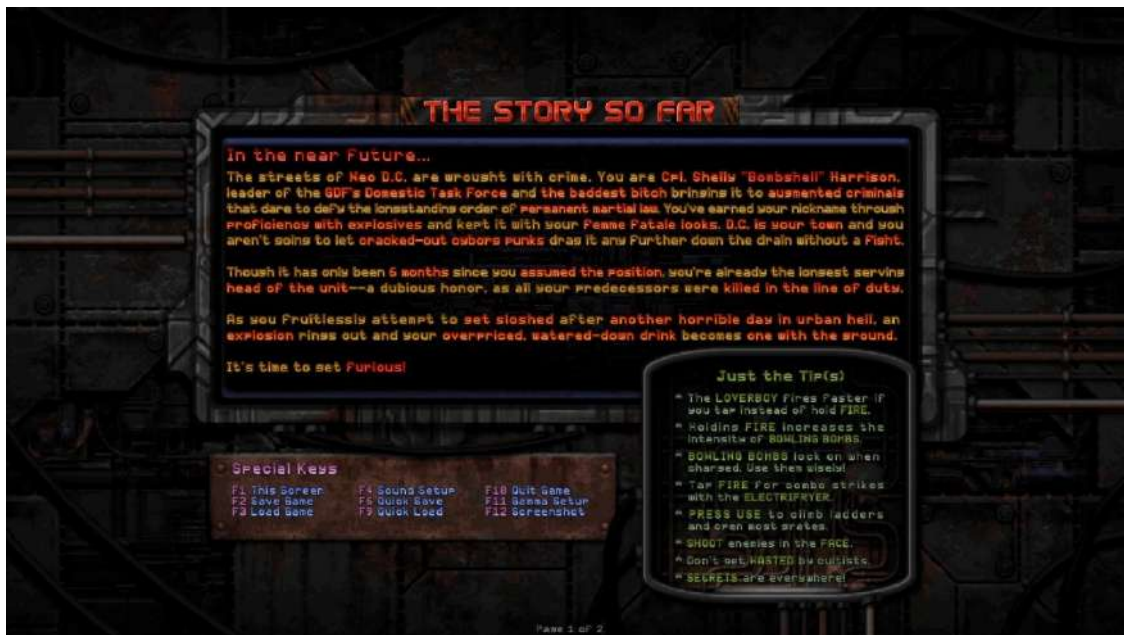 THE STORY SO FAR
In the near Future...
The streets of Neo D.C. are wrought with crime. You are Cpl. Shelly "Bombshell" Harrison,
leader of the GDF's Domestic Task Force and the baddest bitch bringing it to augmented criminals
that dare to defy the longstanding order of permanent martial law. You've earned your nickname through
proficiency with explosives and kept it with your Femme Fatale looks. D.C. is your town and you
aren't going to let cracked-out cyborg punks drag it any further down the drain without a fight.
Though it has only been 6 months since you assumed the position, you're already the longest serving
head of the unit--a dubious honor, as all your predecessors were killed in the line of duty.
As you fruitlessly attempt to get sloshed after another horrible day in urban hell, an
explosion rings out and your overpriced, watered-down drink becomes one with the ground.
It's time to get Furious!
Just the Tip(s)
* The LOVERBOY fires faster if
you tap instead of hold FIRE.
* Holding FIRE increases the
intensity of BOWLING BOMBS.
* BOWLING BOMBS lock on when
charged. Use them wisely!
* Tap FIRE for combo strikes
with the ELECTRIFRYER.
* PRESS USE to climb ladders
and open most grates.
* SHOOT enemies in the FACE.
* Don't get WASTED by cultists.
* SECRETS are everywhere!
Special Keys
F1 This Screen F4 Sound Setup F10 Quit Game
F2 Save Game F6 Quick Save F11 Gamma Setup
F3 Load Game F9 Quick Load F12 Screenshot
Page 1 of 2